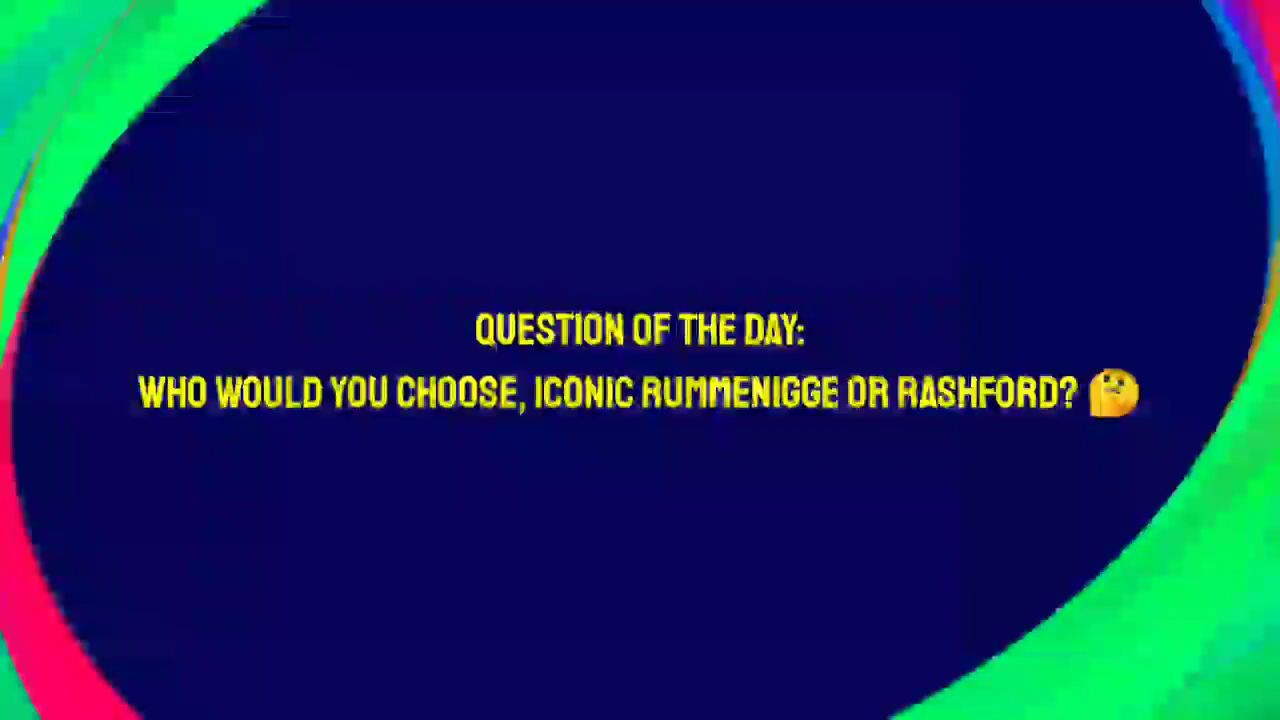 QUESTION OF THE DAY:
WHO WOULD YOU CHOOSE, ICONIC RUMMENIGGE OR RASHFORD? 🤔